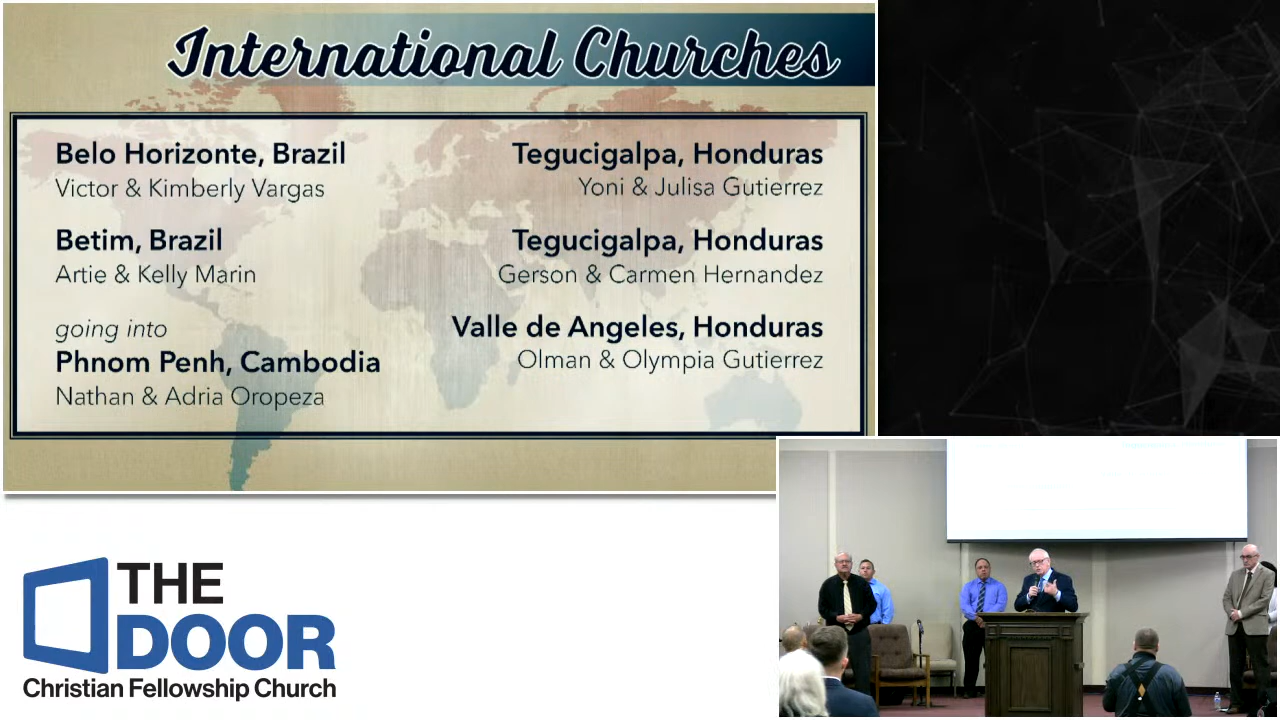 International Churches
Belo Horizonte, Brazil
Victor & Kimberly Vargas
Betim, Brazil
Artie & Kelly Marin
going into
Phnom Penh, Cambodia
Nathan & Adria Oropeza
Tegucigalpa, Honduras
Yoni & Julisa Gutierrez
Tegucigalpa, Honduras
Gerson & Carmen Hernandez
Valle de Angeles, Honduras
Olman & Olympia Gutierrez
THE
DOOR
Christian Fellowship Church